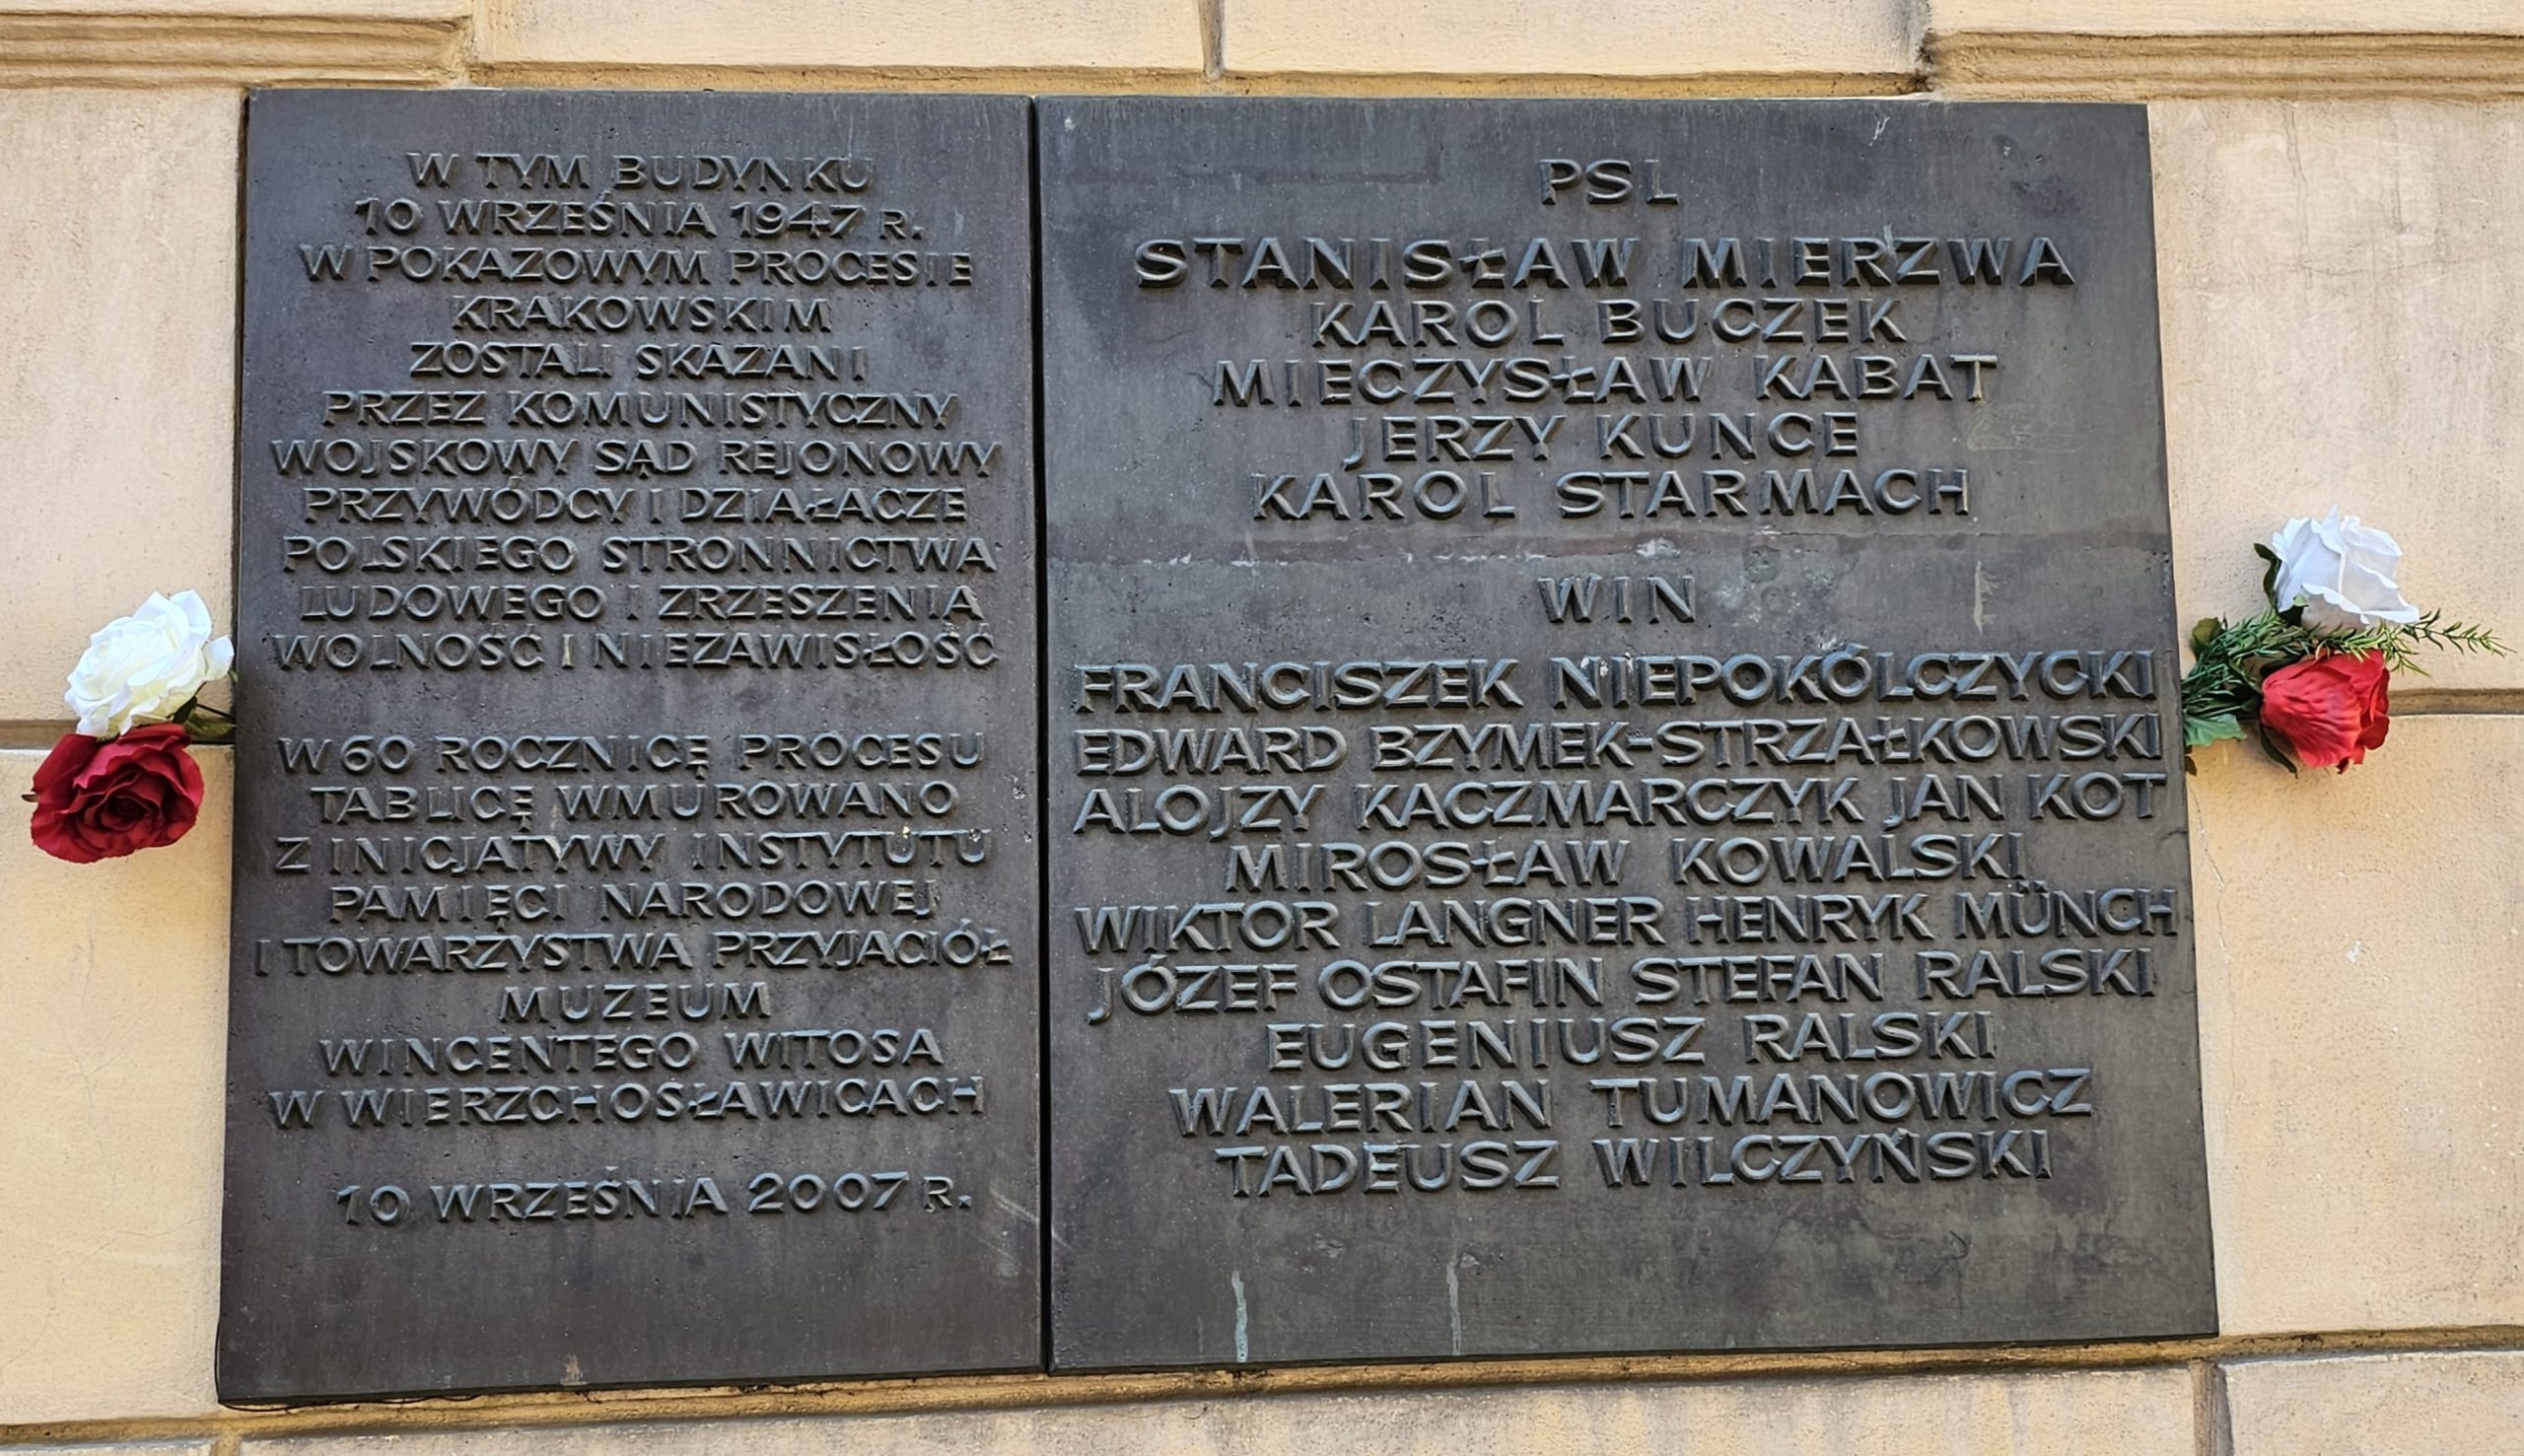 W TYM BUDYNKU
10 WRZEŚNIA 1947 R.
W POKAZOWYM PROCESIE
KRAKOWSKIM
ZOSTALI SKAZANI
PRZEZ KOMUNISTYCZNY
WOJSKOWY SĄD REJONOWY
PRZYWÓDCY I DZIAŁACZE
POLSKIEGO STRONNICTWA
LUDOWEGO I ZRZESZENIA
WOLNOŚĆ I NIEZAWISŁOŚĆ
W 60 ROCZNICĘ PROCESU
TABLICĘ WMUROWANO
Z INICJATYWY INSTYTUTU
PAMIĘCI NARODOWEJ
I TOWARZYSTWA PRZYJACIÓŁ
MUZEUM
WINCENTEGO WITOSA
W WIERZCHOSŁAWICACH
10 WRZEŚNIA 2007 R.
PSL
STANISŁAW MIERZWA
KAROL BUCZEK
MIECZYSŁAW KABAT
JERZY KUNCE
KAROL STARMACH
WIN
FRANCISZEK NIEPOKÓLCZYCKI
EDWARD BZYMEK-STRZAŁKOWSKI
ALOJZY KACZMARCZYK JAN KOT
MIROSŁAW KOWALSKI
WIKTOR LANGNER HENRYK MÜNCH
JÓZEF OSTAFIN STEFAN RALSKI
EUGENIUSZ RALSKI
WALERIAN TUMANOWICZ
TADEUSZ WILCZYŃSKI